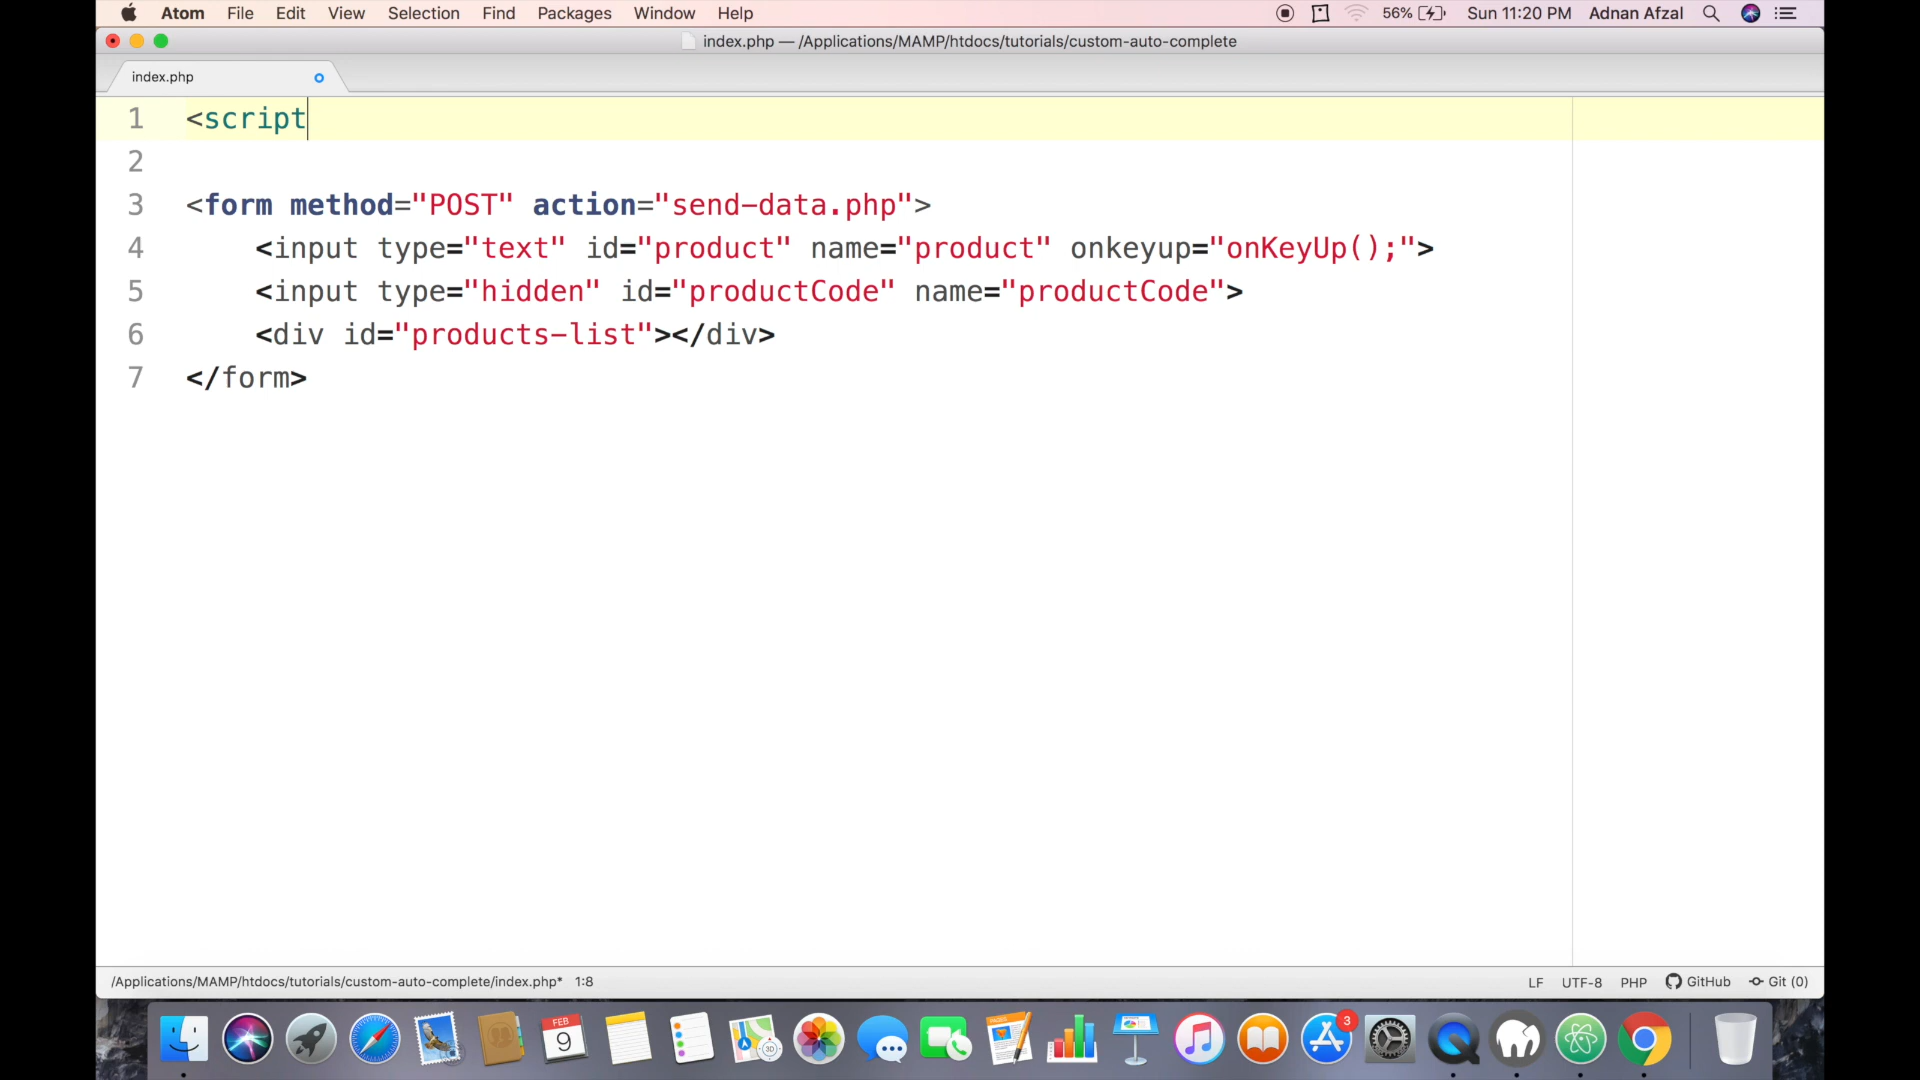 Atom File Edit View Selection Find Packages Window Help 56% Sun 11:20 PM Adnan Afzal
index.php — /Applications/MAMP/htdocs/tutorials/custom-auto-complete
index.php
1 <script
2
3 <form method="POST" action="send-data.php">
4 <input type="text" id="product" name="product" onkeyup="onKeyUp();">
5 <input type="hidden" id="productCode" name="productCode">
6 <div id="products-list"></div>
7 </form>
/Applications/MAMP/htdocs/tutorials/custom-auto-complete/index.php* 1:8 LF UTF-8 PHP GitHub Git (0)
FEB
9
3D
3